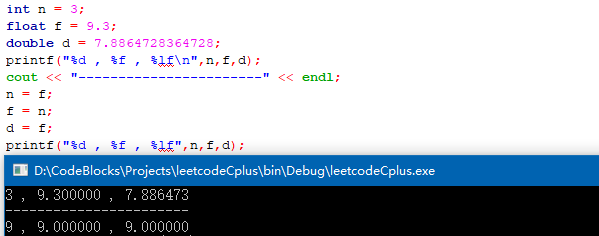 int n = 3;
float f = 9.3;
double d = 7.8864728364728;
printf("%d , %f , %lf\n",n,f,d);
cout << "-----------------------" << endl;
n = f;
f = n;
d = f;
printf("%d , %f , %lf",n,f,d);
D:\CodeBlocks\Projects\leetcodeCplus\bin\Debug\leetcodeCplus.exe
3 , 9.300000 , 7.886473
-----------------------
9 , 9.000000 , 9.000000